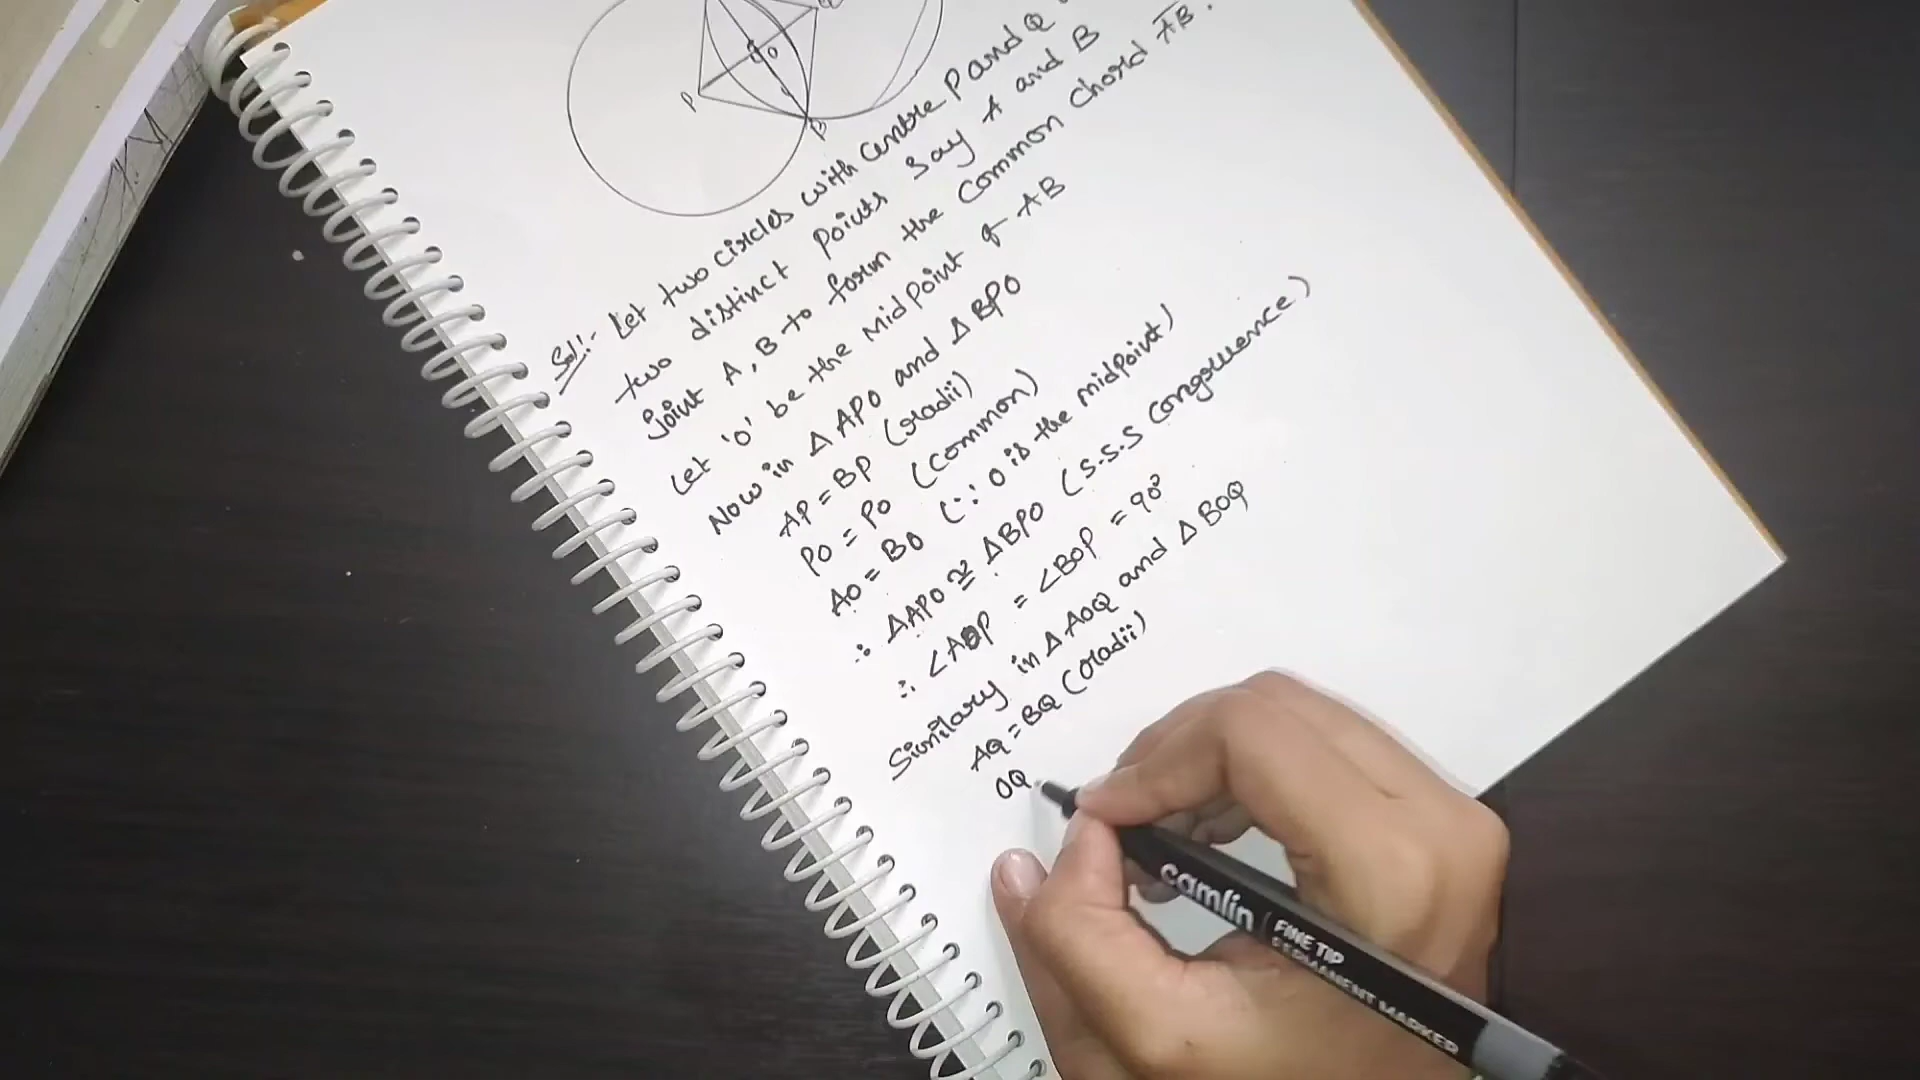 P
O
Q
B
Sol:- Let two circles with centre P and Q
two distinct points say A and B
joint A, B to form the common chord AB.
Let 'O' be the midpoint of AB
Now in Δ APO and Δ BPO
AP = BP (radii)
PO = PO (common)
AO = BO (∵ O is the midpoint)
∴ ΔAPO ≅ ΔBPO (S.S.S congruence)
∴ ∠AOP = ∠BOP = 90°
Similary in Δ AOQ and Δ BOQ
AQ = BQ (radii)
OQ
camlin
FINE TIP
PERMANENT MARKER